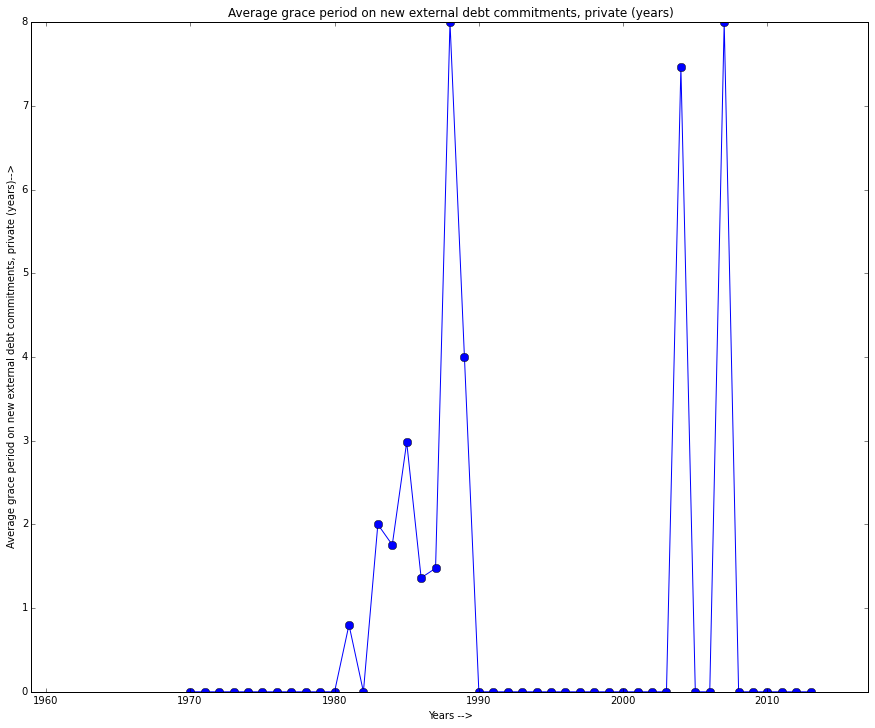 Average grace period on new external debt commitments, private (years)
8
7
6
5
4
3
2
1
0
Average grace period on new external debt commitments, private (years)-->
1960 1970 1980 1990 2000 2010
Years -->